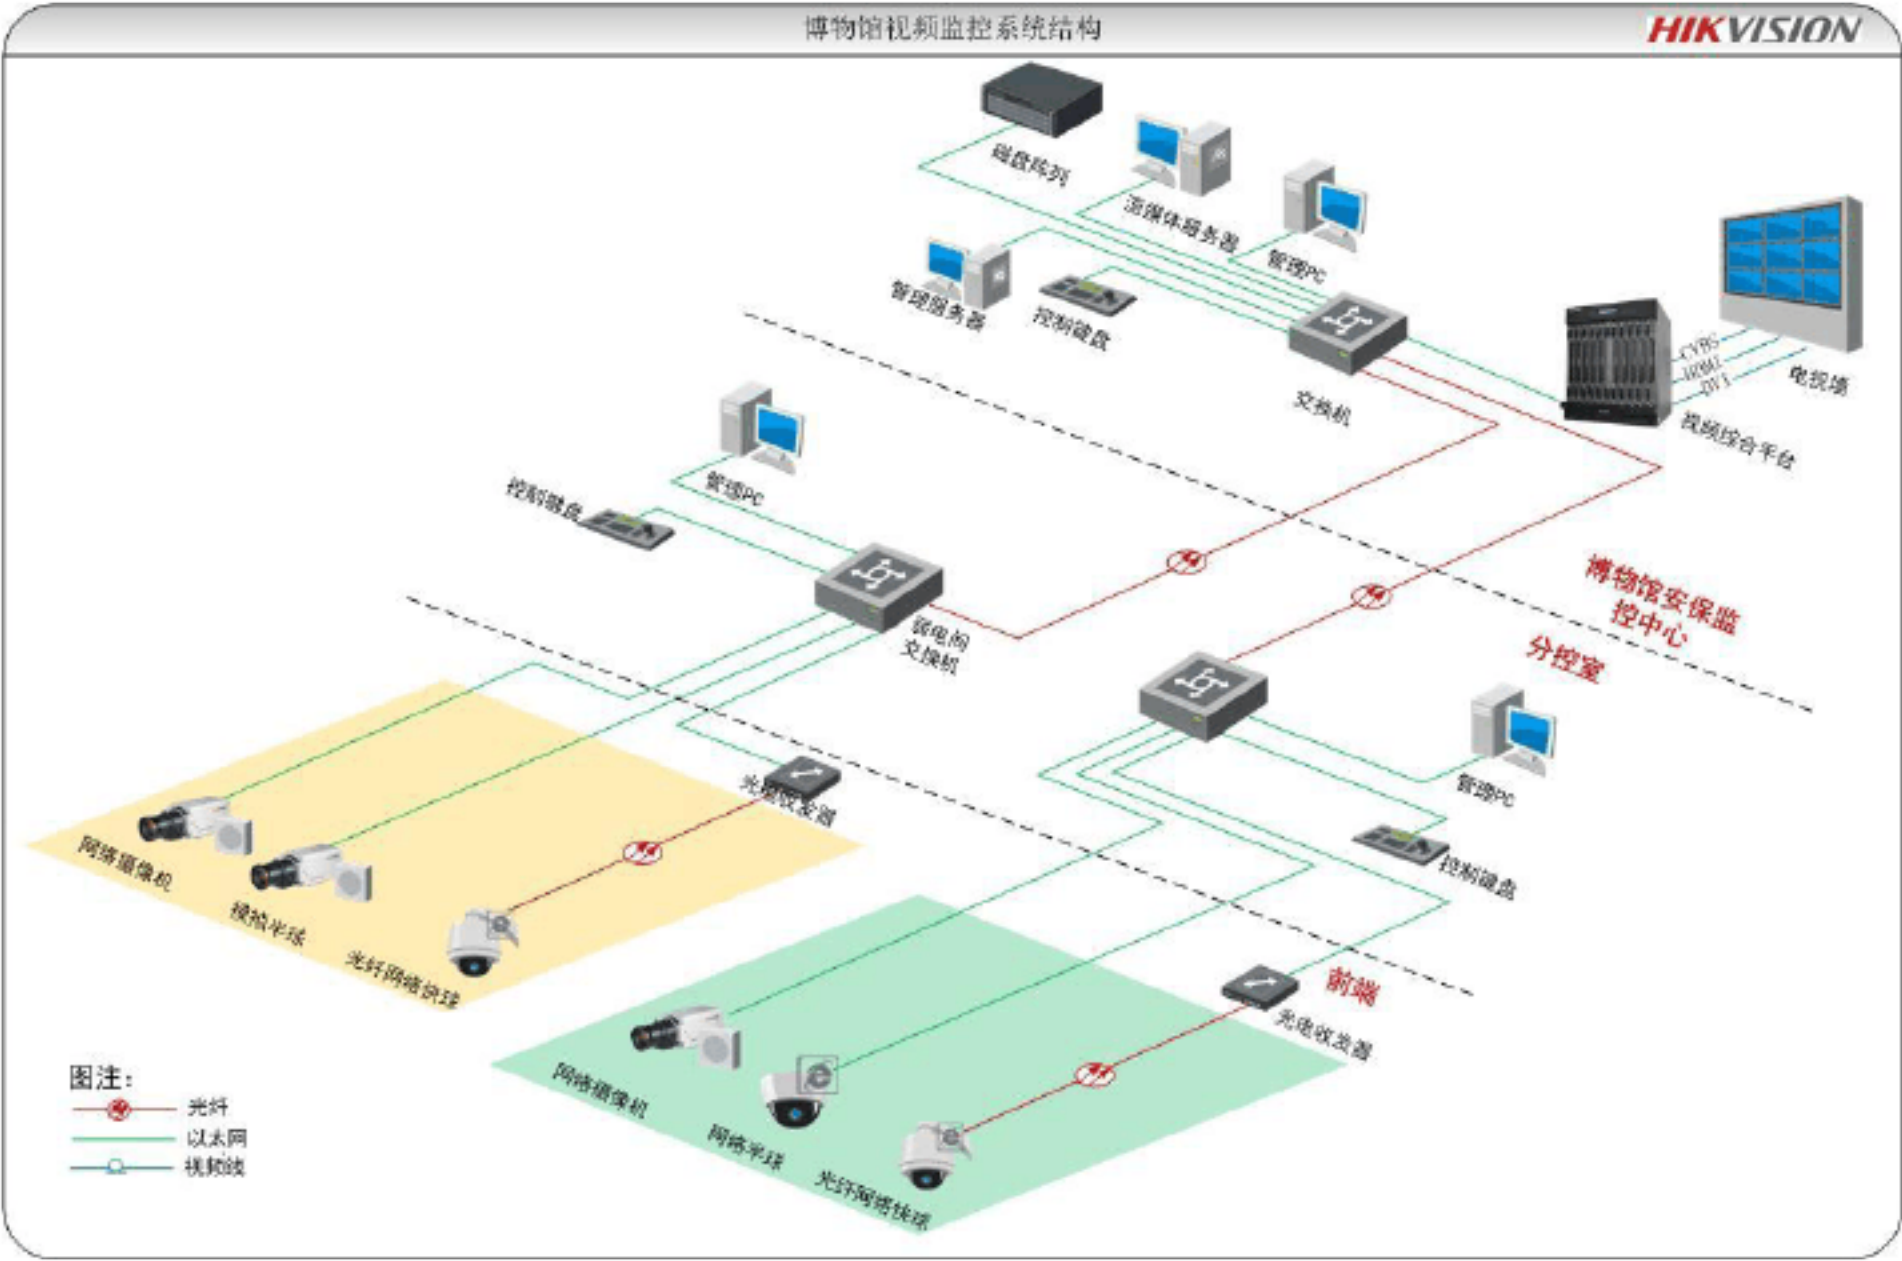 博物馆视频监控系统结构
HIKVISION
磁盘阵列
流媒体服务器
管理PC
管理服务器
控制键盘
交换机
CVBS
HDMI
DVI
电视墙
视频综合平台
管理PC
控制键盘
弱电间
交换机
博物馆安保监
控中心
分控室
管理PC
控制键盘
光电收发器
网络摄像机
模拟半球
光纤网络快球
前端
光电收发器
网络摄像机
网络半球
光纤网络快球
图注：
光纤
以太网
视频线